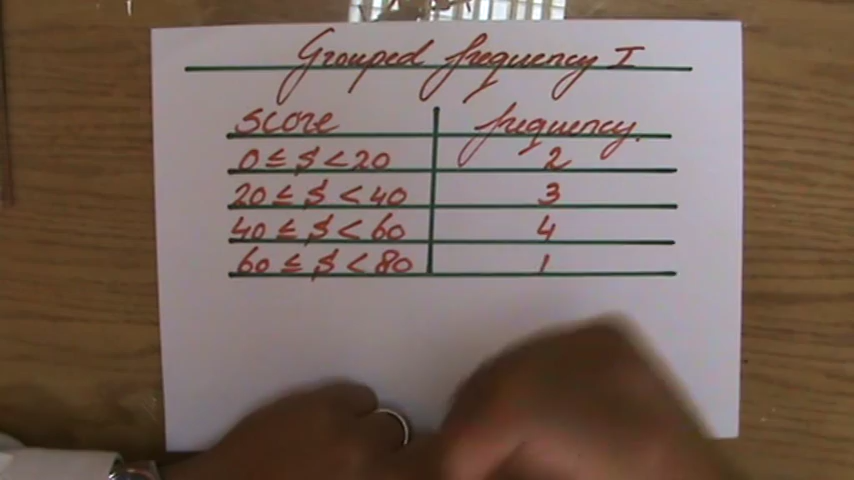 Grouped frequency I
score frequency.
0 ≤ s < 20 2
20 ≤ s < 40 3
40 ≤ s < 60 4
60 ≤ s < 80 1